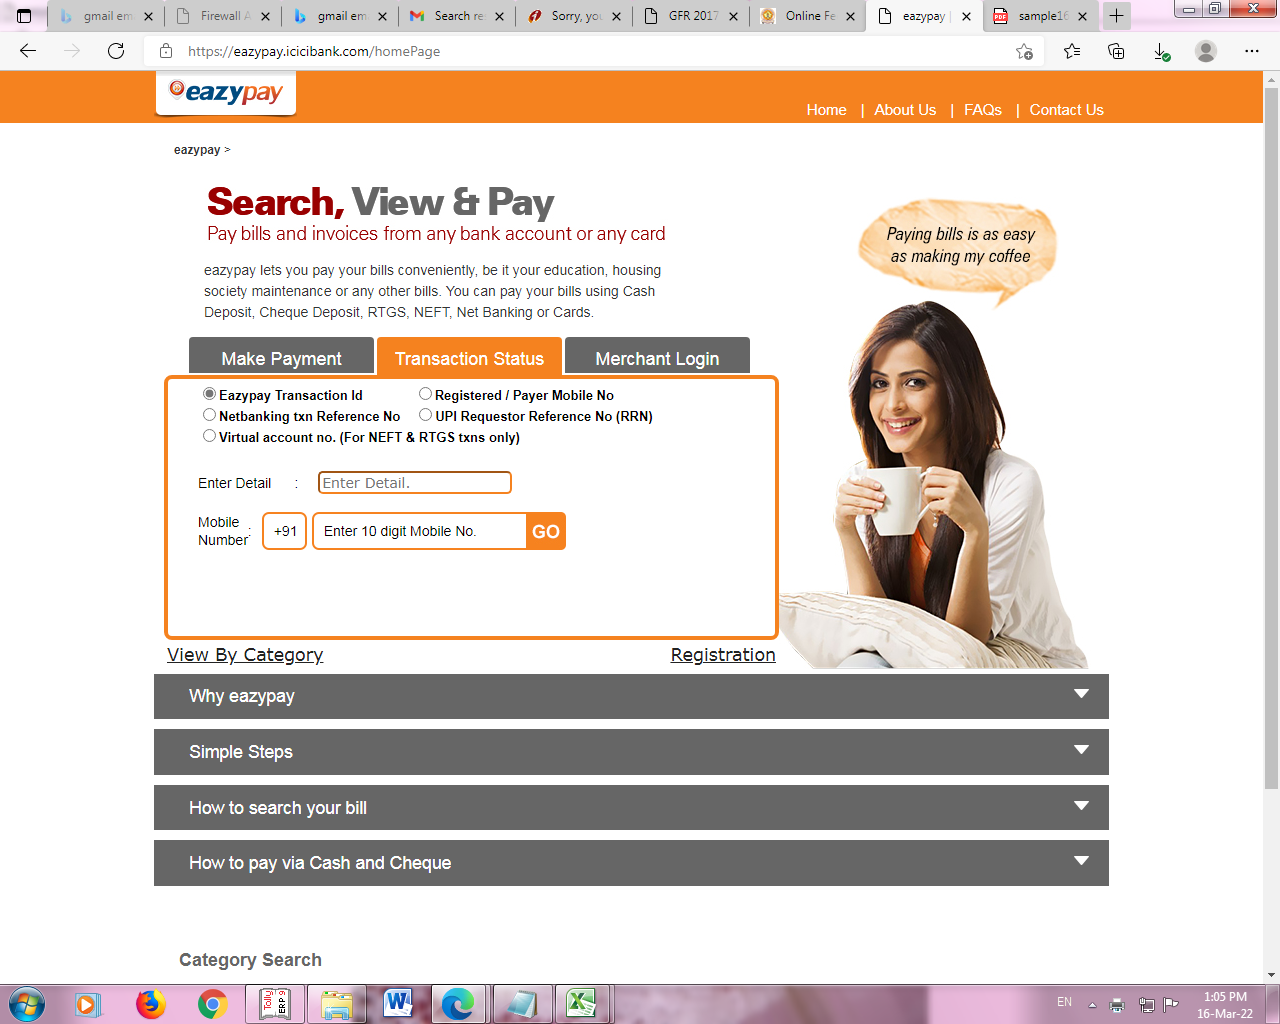 gmail em
Firewall A
gmail em
Search re
Sorry, you
GFR 2017
Online Fe
eazypay |
sample16
https://eazypay.icicibank.com/homePage
eazypay
Home | About Us | FAQs | Contact Us
eazypay >
Search, View & Pay
Pay bills and invoices from any bank account or any card
Paying bills is as easy
as making my coffee
eazypay lets you pay your bills conveniently, be it your education, housing
society maintenance or any other bills. You can pay your bills using Cash
Deposit, Cheque Deposit, RTGS, NEFT, Net Banking or Cards.
Make Payment Transaction Status Merchant Login
Eazypay Transaction Id Registered / Payer Mobile No
Netbanking txn Reference No UPI Requestor Reference No (RRN)
Virtual account no. (For NEFT & RTGS txns only)
Enter Detail : Enter Detail.
Mobile
Number : +91 Enter 10 digit Mobile No. GO
View By Category Registration
Why eazypay
Simple Steps
How to search your bill
How to pay via Cash and Cheque
Category Search
Tally
ERP 9
EN
1:05 PM
16-Mar-22